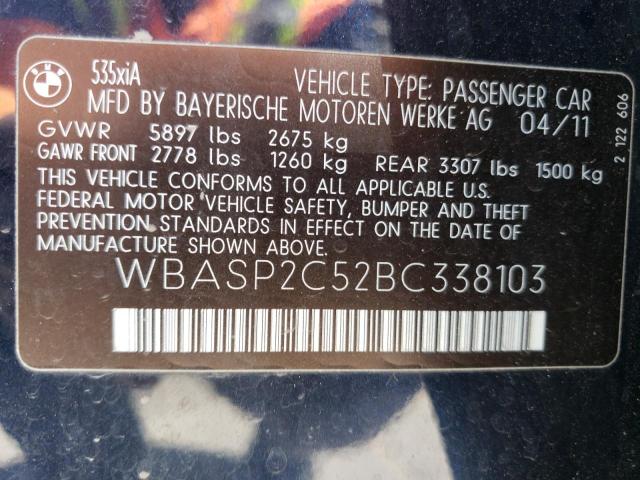 BMW 535xiA VEHICLE TYPE: PASSENGER CAR
MFD BY BAYERISCHE MOTOREN WERKE AG 04/11
GVWR 5897 lbs 2675 kg
GAWR FRONT 2778 lbs 1260 kg REAR 3307 lbs 1500 kg
THIS VEHICLE CONFORMS TO ALL APPLICABLE U.S.
FEDERAL MOTOR VEHICLE SAFETY, BUMPER AND THEFT
PREVENTION STANDARDS IN EFFECT ON THE DATE OF
MANUFACTURE SHOWN ABOVE.
WBASP2C52BC338103
2 122 606